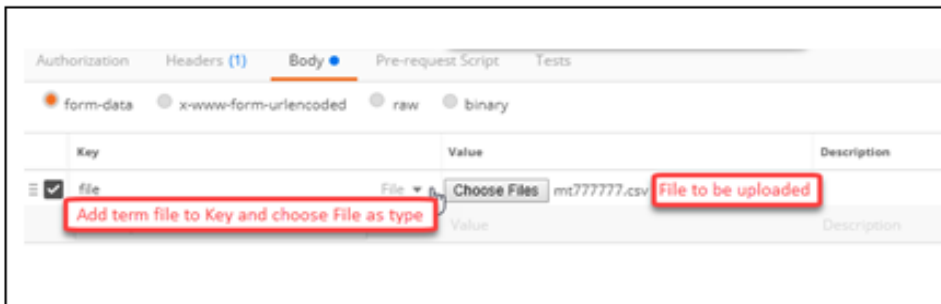 Authorization Headers (1) Body Pre-request Script Tests
form-data x-www-form-urlencoded raw binary
Key Value Description
file File Choose Files mt777777.csv File to be uploaded
Add term file to Key and choose File as type
Value Description